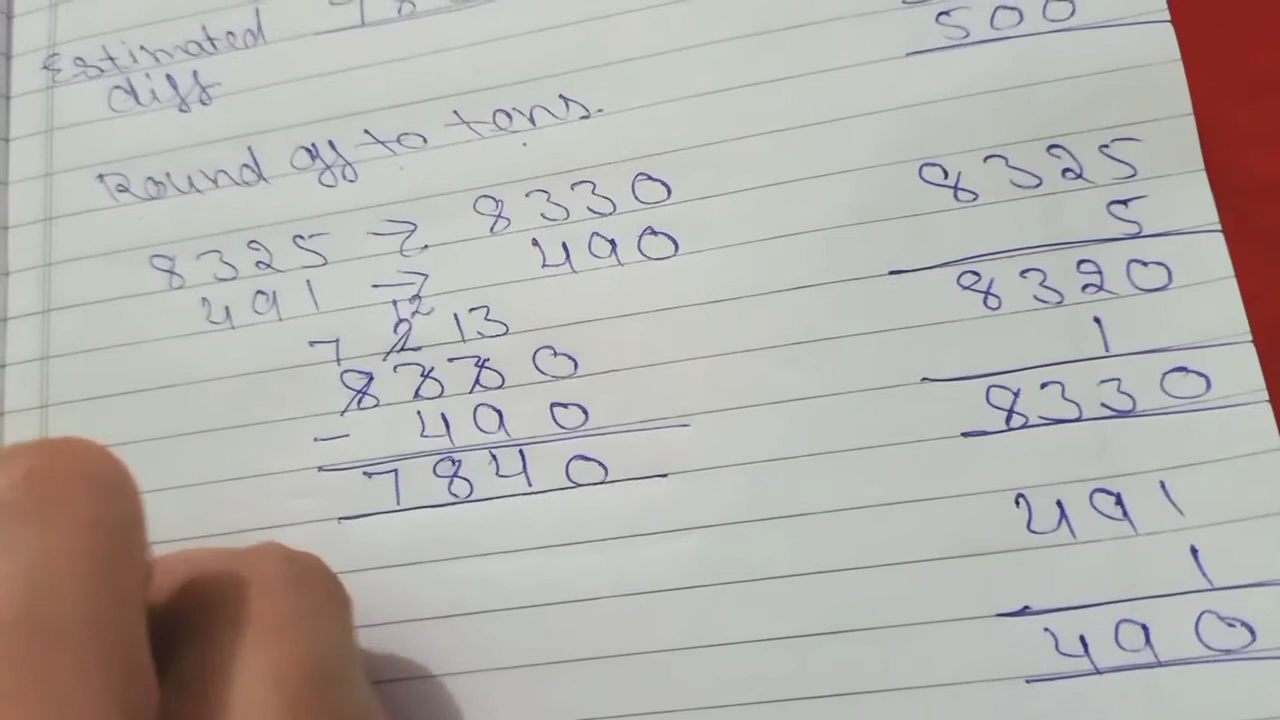 Estimated
diff
Round off to tens.
8325 → 8330
491 → 490
12
7 2 13
8330
- 490
7840
500
8325
5
8320
1
8330
491
1
490